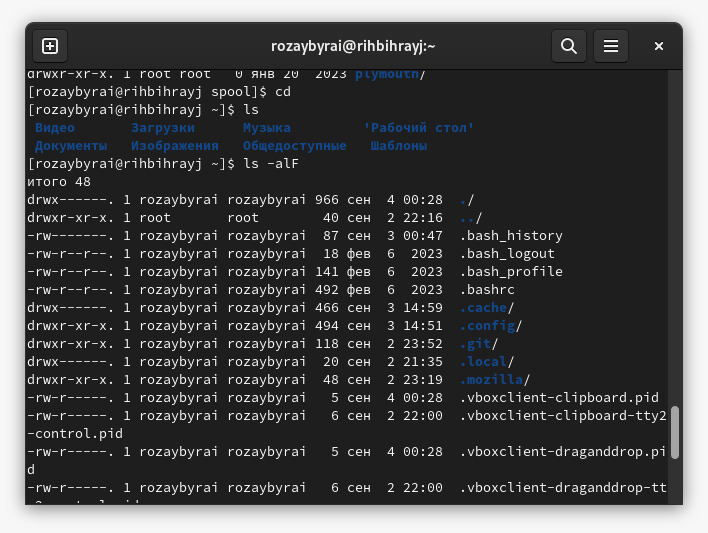 rozaybyrai@rihbihrayj:~
drwxr-xr-x. 1 root root   0 янв 20  2023 plymouth/
[rozaybyrai@rihbihrayj spool]$ cd
[rozaybyrai@rihbihrayj ~]$ ls
 Видео       Загрузки      Музыка         'Рабочий стол'
 Документы   Изображения   Общедоступные   Шаблоны
[rozaybyrai@rihbihrayj ~]$ ls -alF
итого 48
drwx------. 1 rozaybyrai rozaybyrai 966 сен  4 00:28  ./
drwxr-xr-x. 1 root       root        40 сен  2 22:16  ../
-rw-------. 1 rozaybyrai rozaybyrai  87 сен  3 00:47  .bash_history
-rw-r--r--. 1 rozaybyrai rozaybyrai  18 фев  6  2023  .bash_logout
-rw-r--r--. 1 rozaybyrai rozaybyrai 141 фев  6  2023  .bash_profile
-rw-r--r--. 1 rozaybyrai rozaybyrai 492 фев  6  2023  .bashrc
drwx------. 1 rozaybyrai rozaybyrai 466 сен  3 14:59  .cache/
drwxr-xr-x. 1 rozaybyrai rozaybyrai 494 сен  3 14:51  .config/
drwxr-xr-x. 1 rozaybyrai rozaybyrai 118 сен  2 23:52  .git/
drwx------. 1 rozaybyrai rozaybyrai  20 сен  2 21:35  .local/
drwxr-xr-x. 1 rozaybyrai rozaybyrai  48 сен  2 23:19  .mozilla/
-rw-r-----. 1 rozaybyrai rozaybyrai   5 сен  4 00:28  .vboxclient-clipboard.pid
-rw-r-----. 1 rozaybyrai rozaybyrai   6 сен  2 22:00  .vboxclient-clipboard-tty2
-control.pid
-rw-r-----. 1 rozaybyrai rozaybyrai   5 сен  4 00:28  .vboxclient-draganddrop.pi
d
-rw-r-----. 1 rozaybyrai rozaybyrai   6 сен  2 22:00  .vboxclient-draganddrop-tt